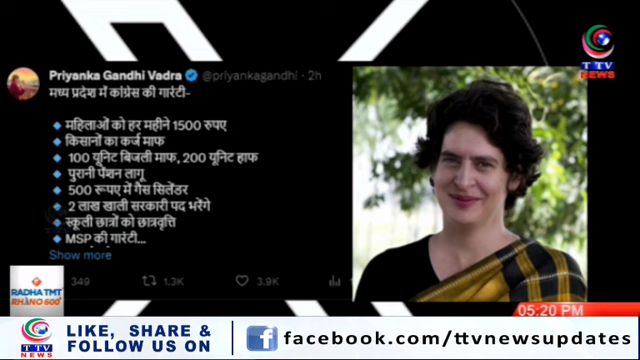 T TV
NEWS
Priyanka Gandhi Vadra @priyankagandhi · 2h
मध्य प्रदेश में कांग्रेस की गारंटी-
महिलाओं को हर महीने 1500 रुपए
किसानों का कर्ज माफ
100 यूनिट बिजली माफ, 200 यूनिट हाफ
पुरानी पेंशन लागू
500 रूपए में गैस सिलेंडर
2 लाख खाली सरकारी पद भरेंगे
स्कूली छात्रों को छात्रवृत्ति
MSP की गारंटी...
Show more
349 1.3K 3.9K
RADHA TMT
RHINO 600
05:20 PM
T TV
NEWS
LIKE, SHARE &
FOLLOW US ON
f facebook.com/ttvnewsupdates